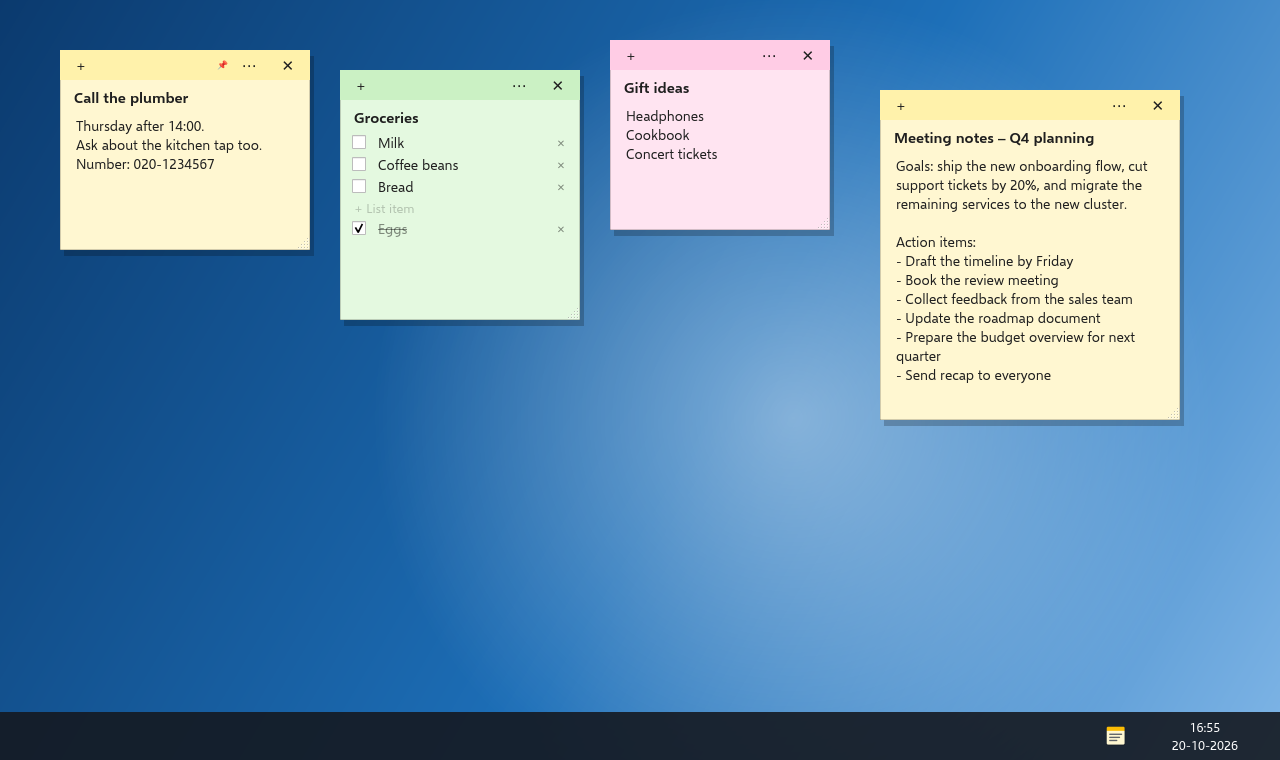 Call the plumber
Thursday after 14:00.
Ask about the kitchen tap too.
Number: 020-1234567
Groceries
Milk
Coffee beans
Bread
+ List item
Eggs
Gift ideas
Headphones
Cookbook
Concert tickets
Meeting notes – Q4 planning
Goals: ship the new onboarding flow, cut
support tickets by 20%, and migrate the
remaining services to the new cluster.
Action items:
- Draft the timeline by Friday
- Book the review meeting
- Collect feedback from the sales team
- Update the roadmap document
- Prepare the budget overview for next
quarter
- Send recap to everyone
16:55
20-10-2026